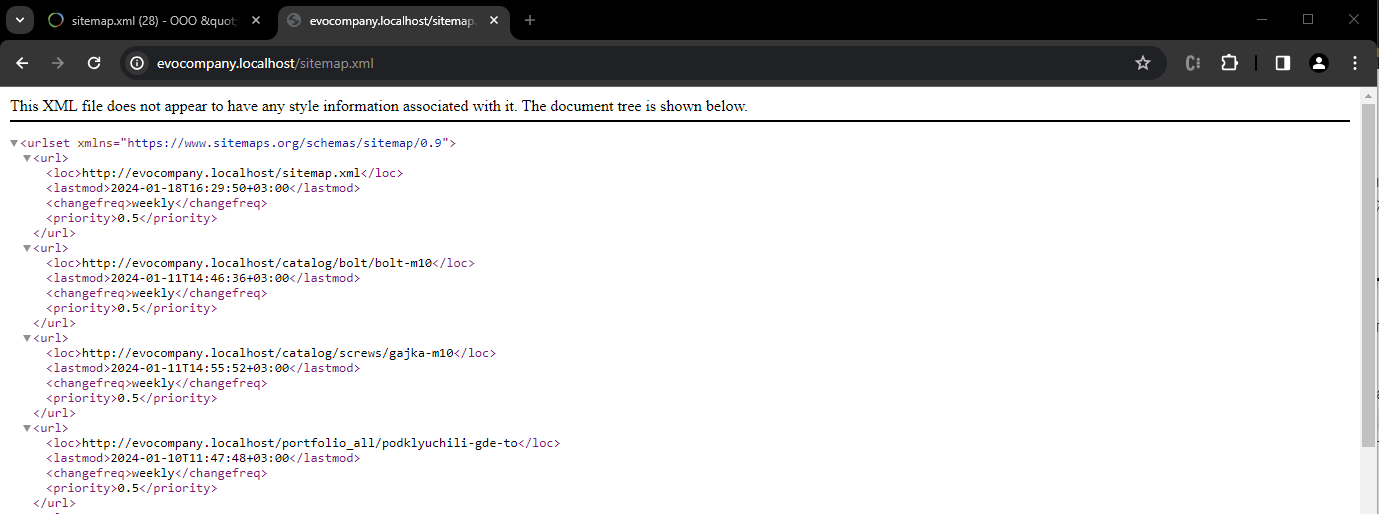 sitemap.xml (28) - ООО &quot
evocompany.localhost/sitemap.
evocompany.localhost/sitemap.xml
This XML file does not appear to have any style information associated with it. The document tree is shown below.
<urlset xmlns="https://www.sitemaps.org/schemas/sitemap/0.9">
<url>
<loc>http://evocompany.localhost/sitemap.xml</loc>
<lastmod>2024-01-18T16:29:50+03:00</lastmod>
<changefreq>weekly</changefreq>
<priority>0.5</priority>
</url>
<url>
<loc>http://evocompany.localhost/catalog/bolt/bolt-m10</loc>
<lastmod>2024-01-11T14:46:36+03:00</lastmod>
<changefreq>weekly</changefreq>
<priority>0.5</priority>
</url>
<url>
<loc>http://evocompany.localhost/catalog/screws/gajka-m10</loc>
<lastmod>2024-01-11T14:55:52+03:00</lastmod>
<changefreq>weekly</changefreq>
<priority>0.5</priority>
</url>
<url>
<loc>http://evocompany.localhost/portfolio_all/podklyuchili-gde-to</loc>
<lastmod>2024-01-10T11:47:48+03:00</lastmod>
<changefreq>weekly</changefreq>
<priority>0.5</priority>
</url>